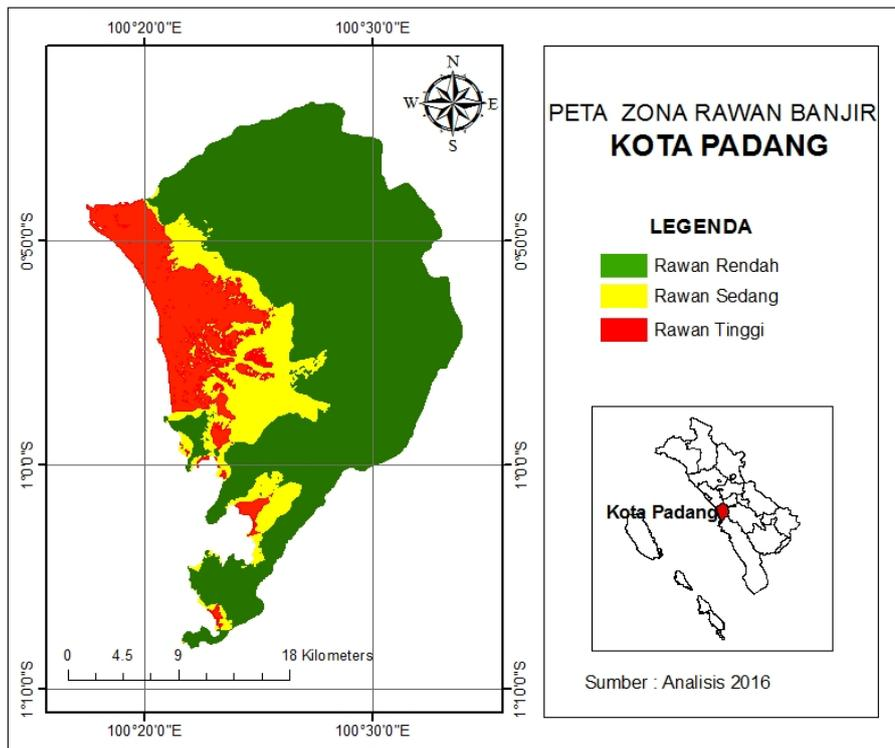 100°20'0"E 100°30'0"E
N
W E
S
0°50'0"S 0°50'0"S
1°0'0"S 1°0'0"S
1°10'0"S 1°10'0"S
0 4.5 9 18 Kilometers
100°20'0"E 100°30'0"E
PETA ZONA RAWAN BANJIR
KOTA PADANG
LEGENDA
Rawan Rendah
Rawan Sedang
Rawan Tinggi
Kota Padang
Sumber : Analisis 2016